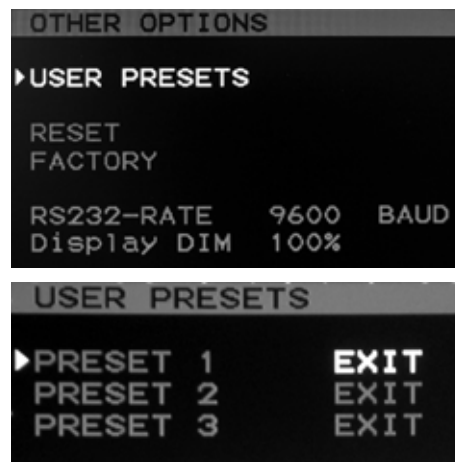 OTHER OPTIONS
USER PRESETS
RESET
FACTORY
RS232-RATE 9600 BAUD
Display DIM 100%
USER PRESETS
PRESET 1 EXIT
PRESET 2 EXIT
PRESET 3 EXIT